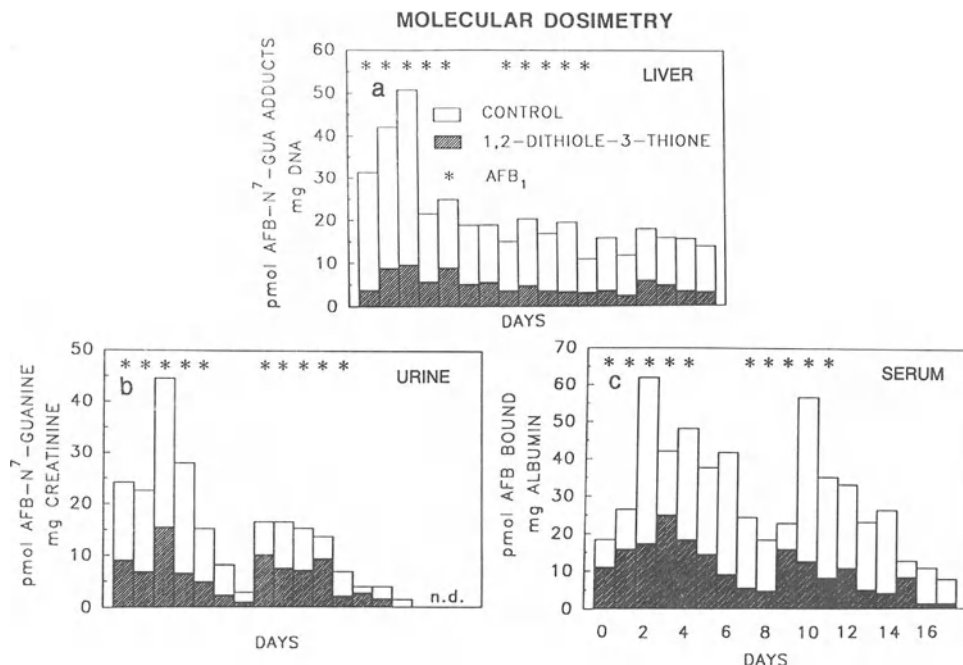 MOLECULAR DOSIMETRY
60
50
40
30
20
10
0
pmol AFB-N⁷-GUA ADDUCTS
mg DNA
* * * * * * * * * *
LIVER
a
CONTROL
1,2-DITHIOLE-3-THIONE
* AFB₁
DAYS
50
40
30
20
10
0
pmol AFB-N⁷-GUANINE
mg CREATININE
* * * * * * * * * *
URINE
b
n.d.
DAYS
70
60
50
40
30
20
10
0
pmol AFB BOUND
mg ALBUMIN
* * * * * * * * * *
SERUM
c
0 2 4 6 8 10 12 14 16
DAYS